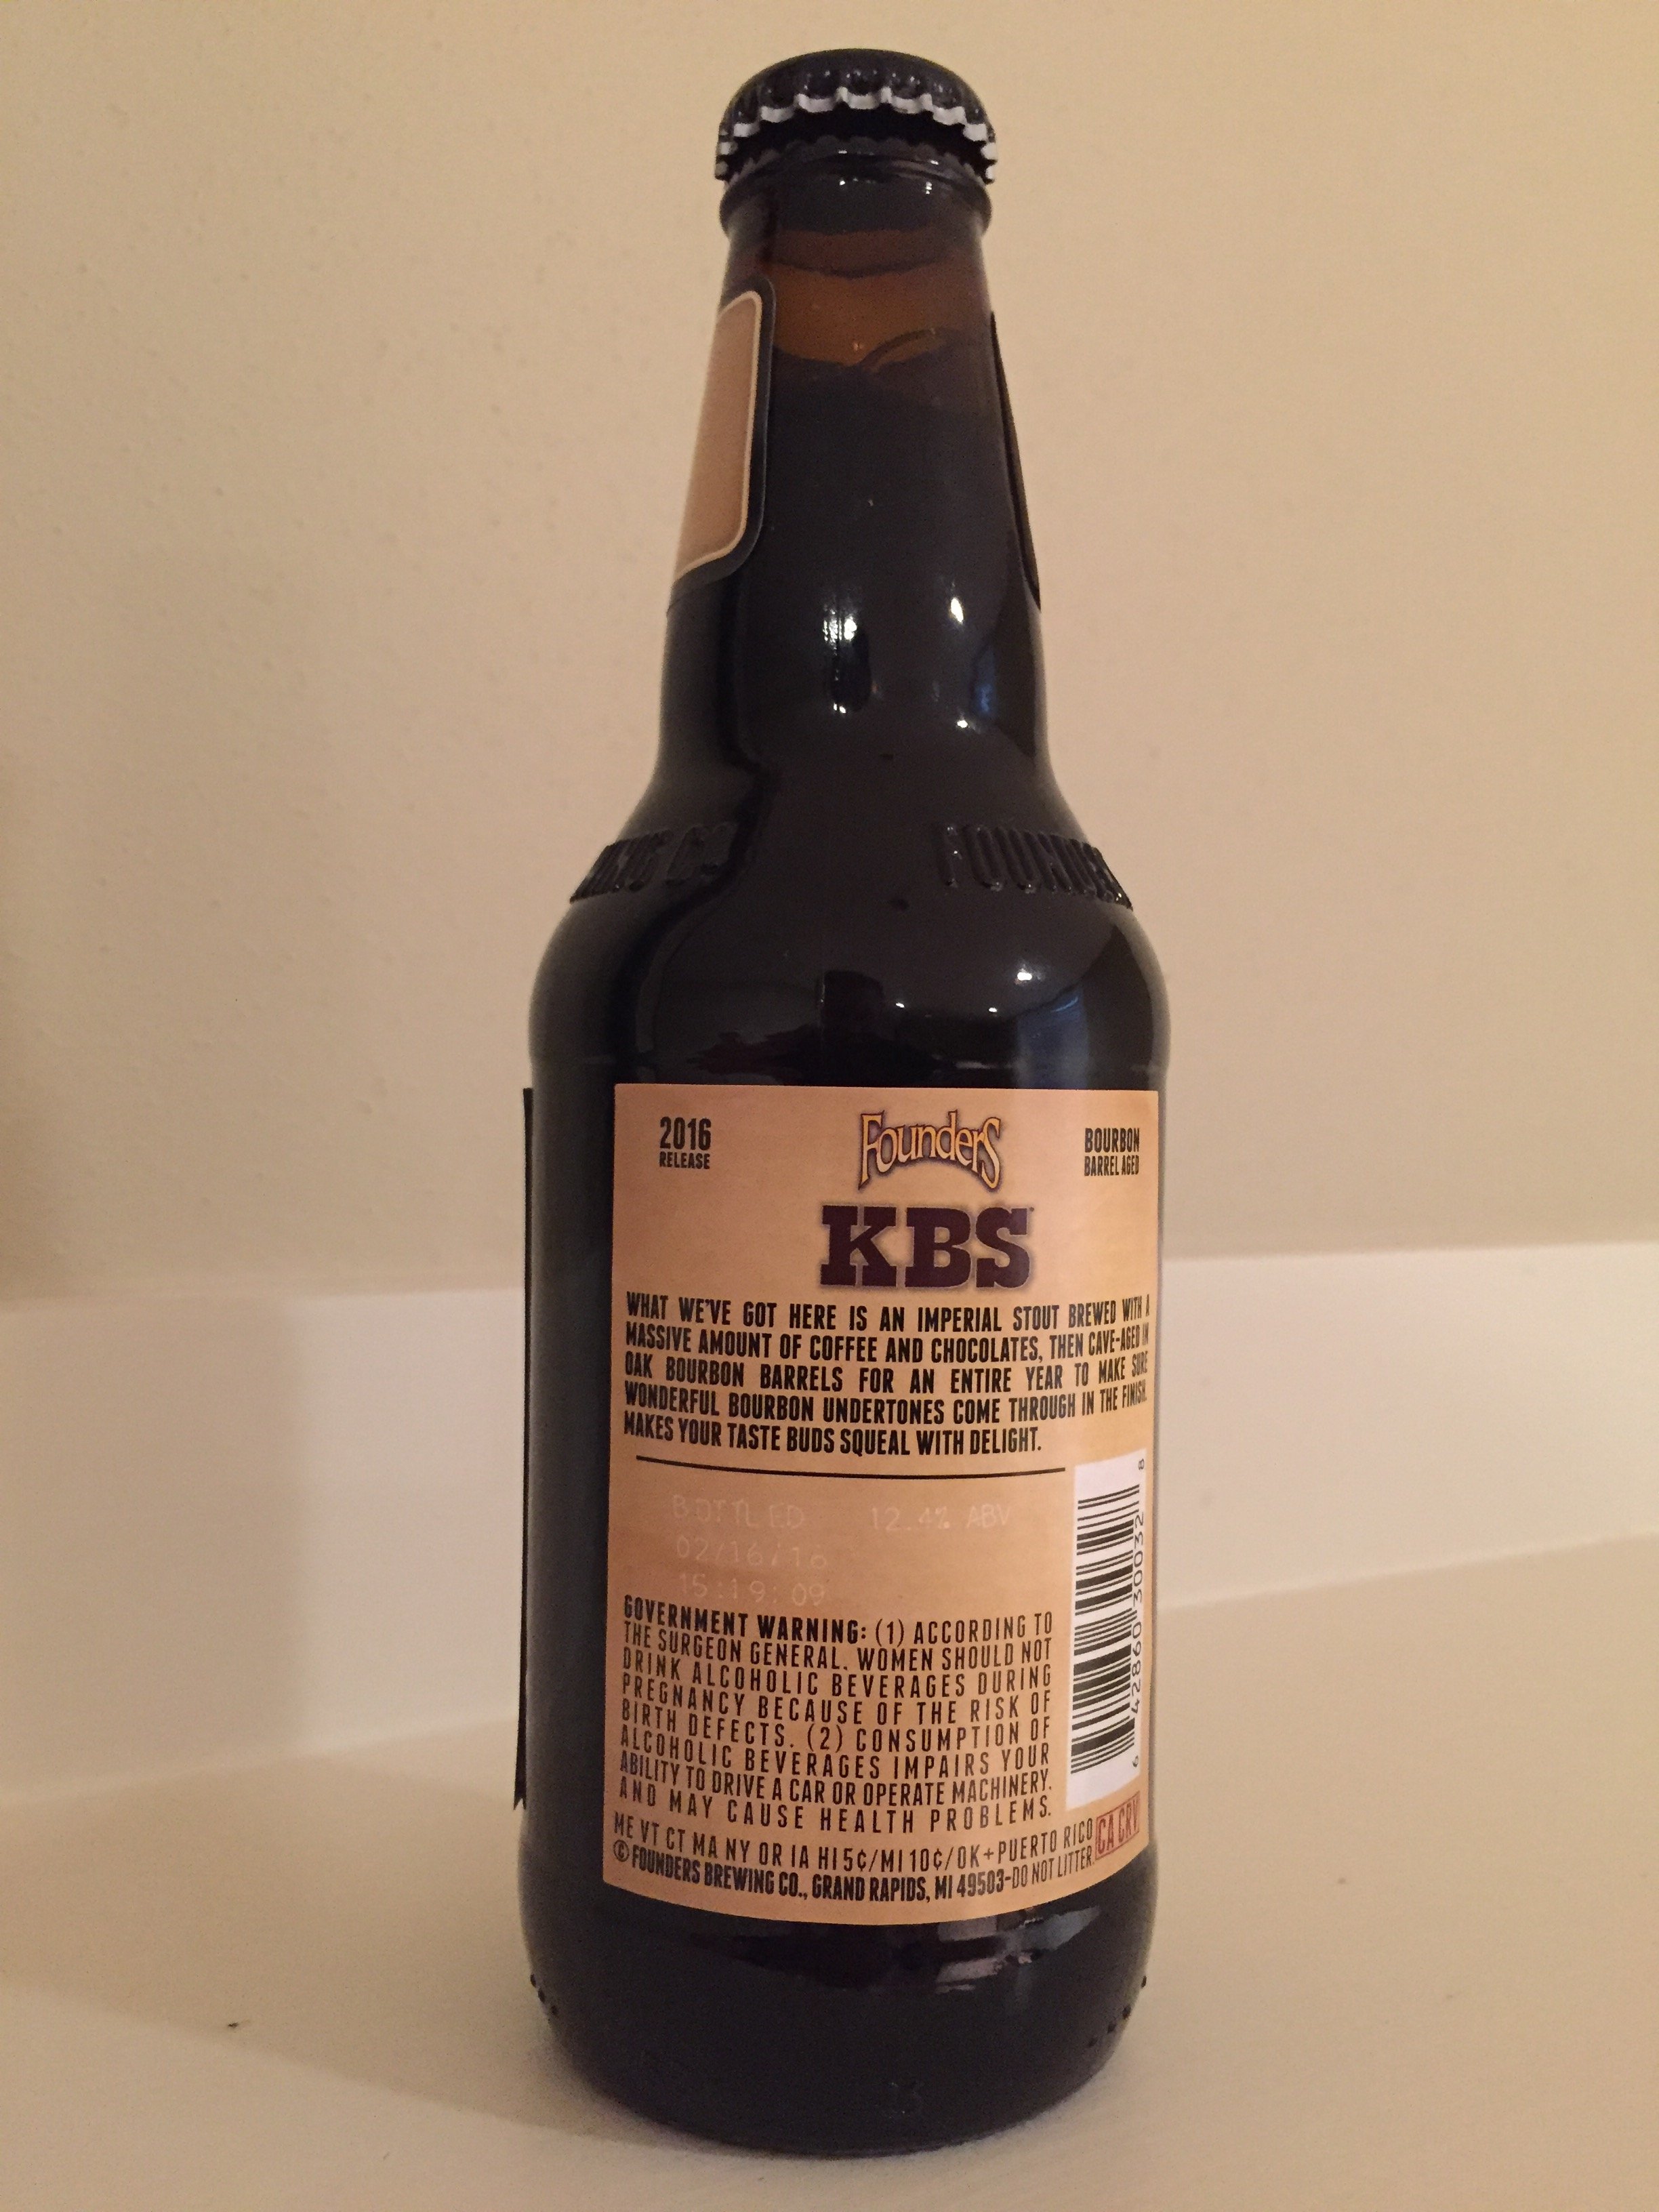 FOUNDE
2016
RELEASE
Founders
BOURBON
BARREL AGED
KBS
WHAT WE'VE GOT HERE IS AN IMPERIAL STOUT BREWED WITH A
MASSIVE AMOUNT OF COFFEE AND CHOCOLATES, THEN CAVE-AGED IN
OAK BOURBON BARRELS FOR AN ENTIRE YEAR TO MAKE SURE
WONDERFUL BOURBON UNDERTONES COME THROUGH IN THE FINISH.
MAKES YOUR TASTE BUDS SQUEAL WITH DELIGHT.
BOTTLED 12.4% ABV
02/16/16
15:19:09
GOVERNMENT WARNING: (1) ACCORDING TO
THE SURGEON GENERAL, WOMEN SHOULD NOT
DRINK ALCOHOLIC BEVERAGES DURING
PREGNANCY BECAUSE OF THE RISK OF
BIRTH DEFECTS. (2) CONSUMPTION OF
ALCOHOLIC BEVERAGES IMPAIRS YOUR
ABILITY TO DRIVE A CAR OR OPERATE MACHINERY,
AND MAY CAUSE HEALTH PROBLEMS.
6 42860 30032 8
ME VT CT MA NY OR IA HI 5¢/MI 10¢/OK+PUERTO RICO
CA CRV
© FOUNDERS BREWING CO., GRAND RAPIDS, MI 49503-DO NOT LITTER.